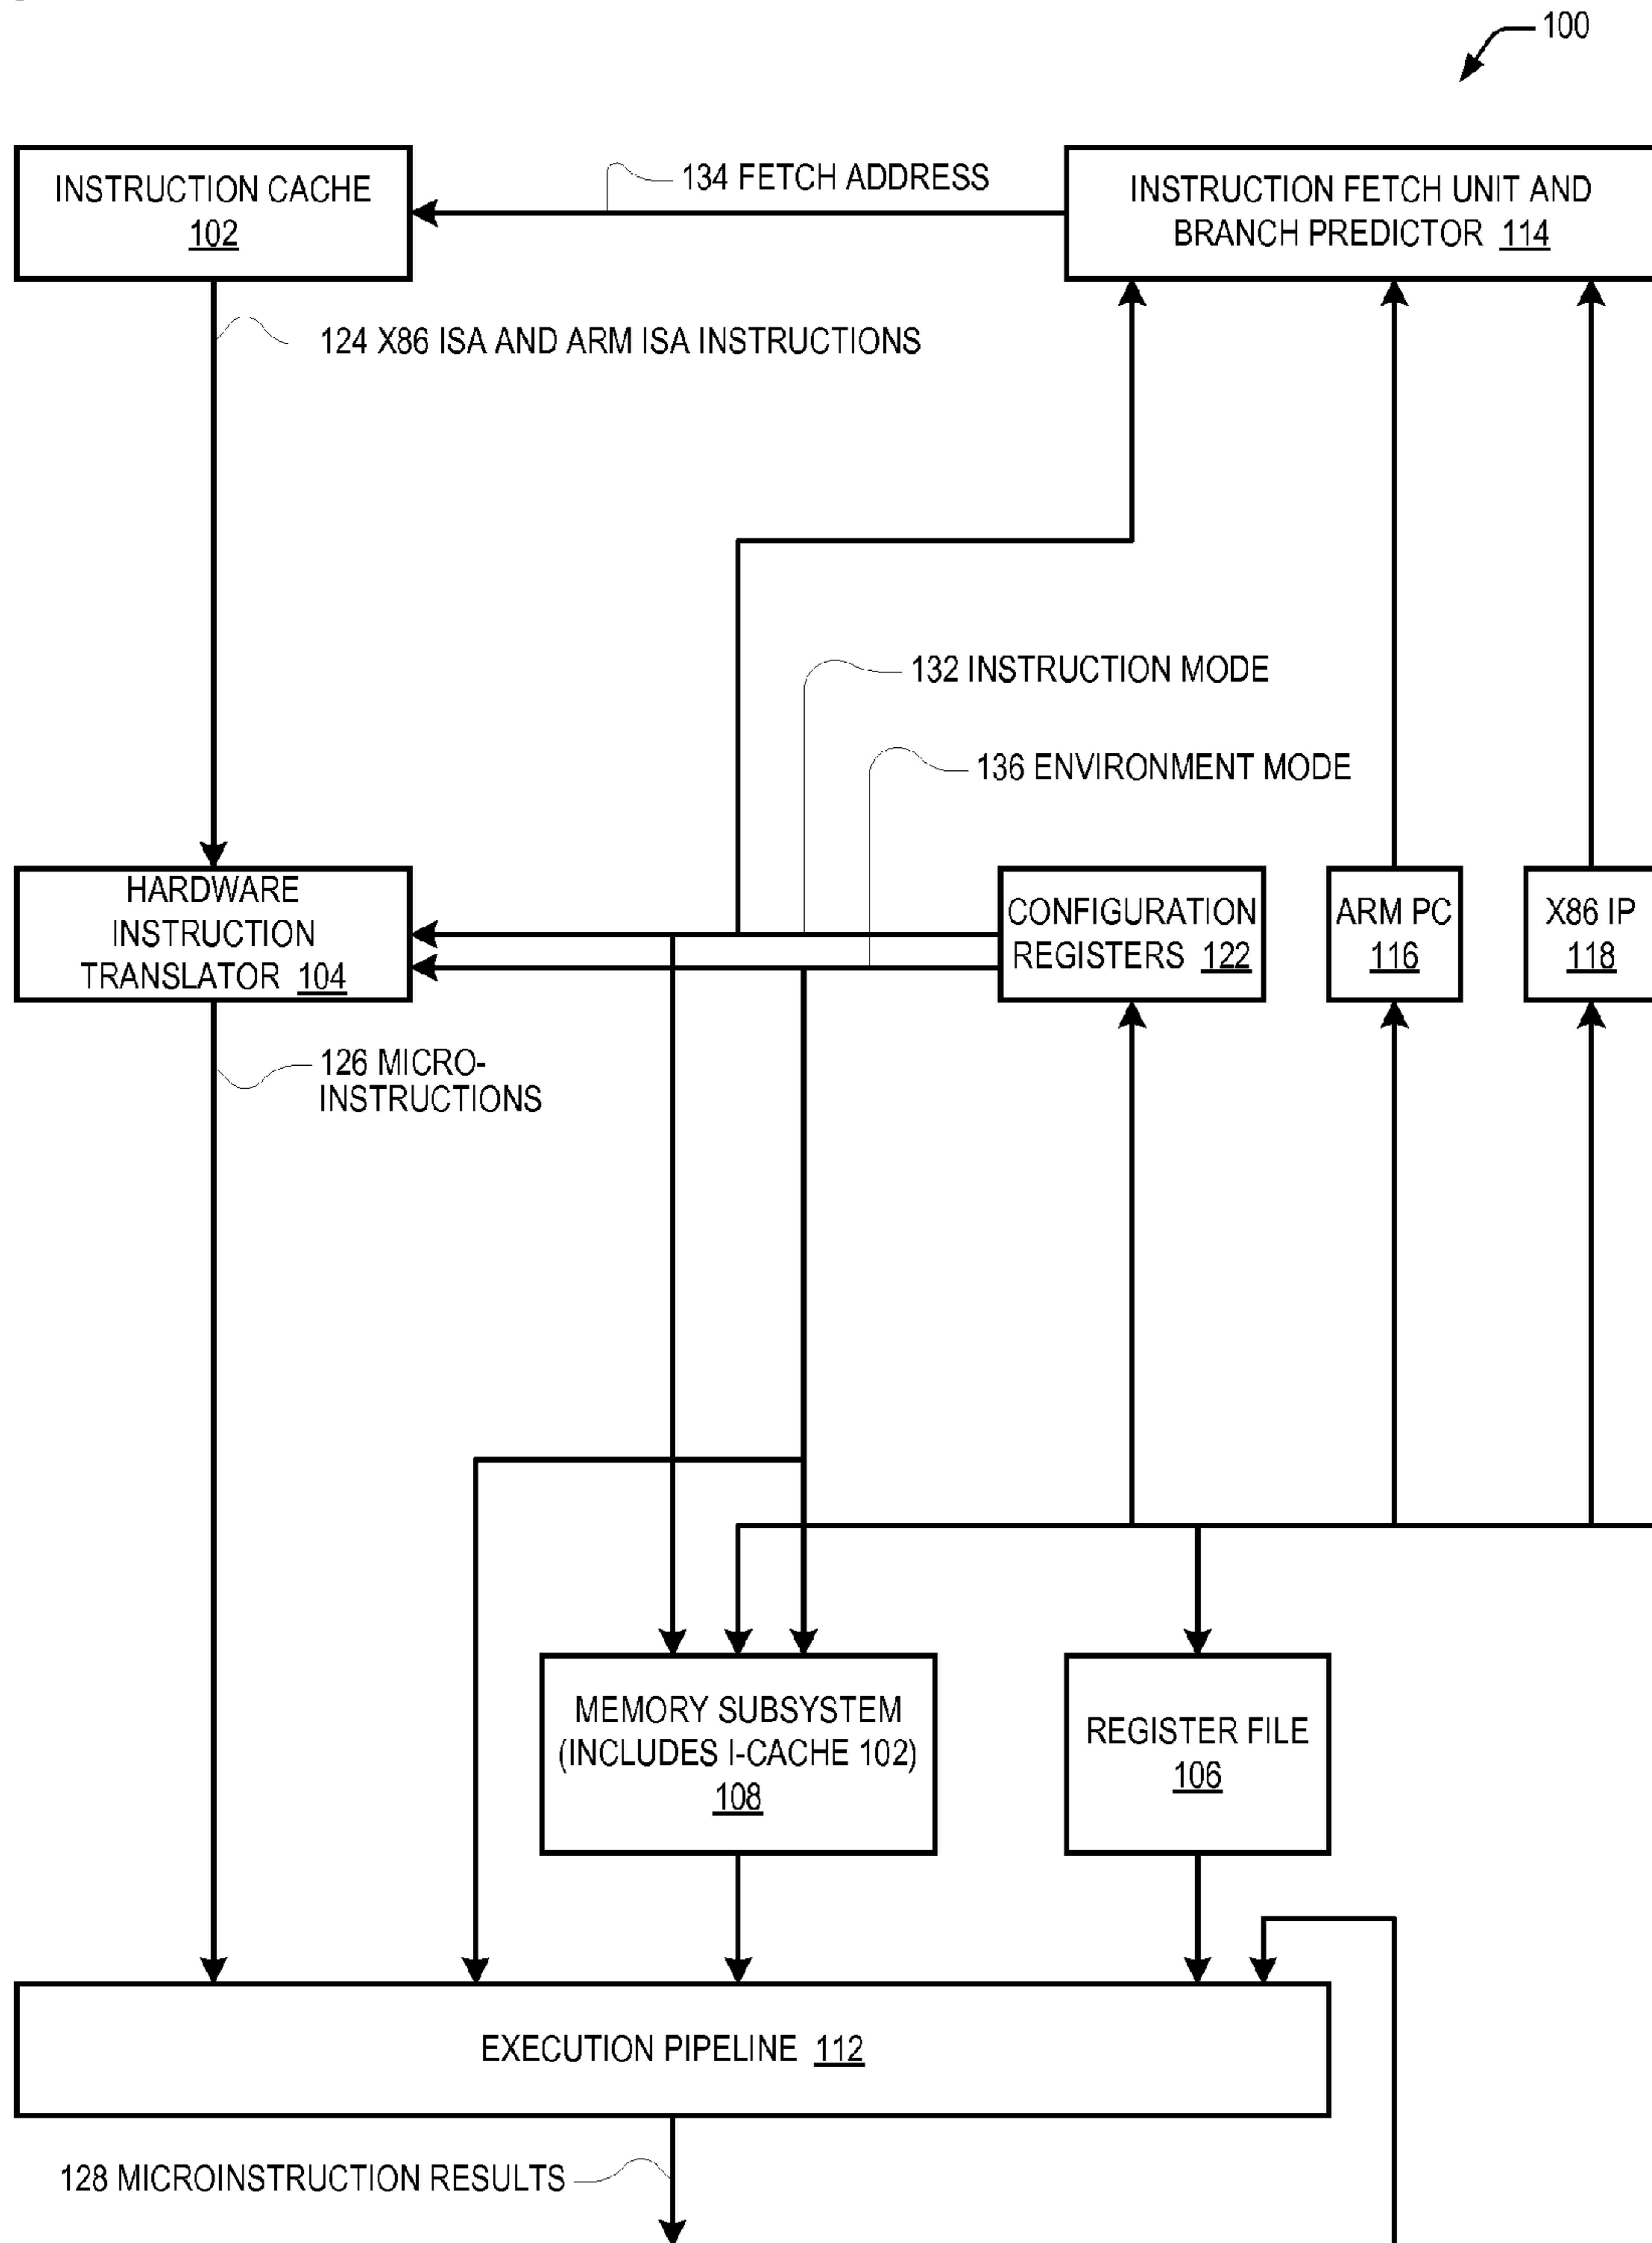 100
INSTRUCTION CACHE
102
134 FETCH ADDRESS
INSTRUCTION FETCH UNIT AND
BRANCH PREDICTOR 114
124 X86 ISA AND ARM ISA INSTRUCTIONS
132 INSTRUCTION MODE
136 ENVIRONMENT MODE
HARDWARE
INSTRUCTION
TRANSLATOR 104
CONFIGURATION
REGISTERS 122
ARM PC
116
X86 IP
118
126 MICRO-
INSTRUCTIONS
MEMORY SUBSYSTEM
(INCLUDES I-CACHE 102)
108
REGISTER FILE
106
EXECUTION PIPELINE 112
128 MICROINSTRUCTION RESULTS